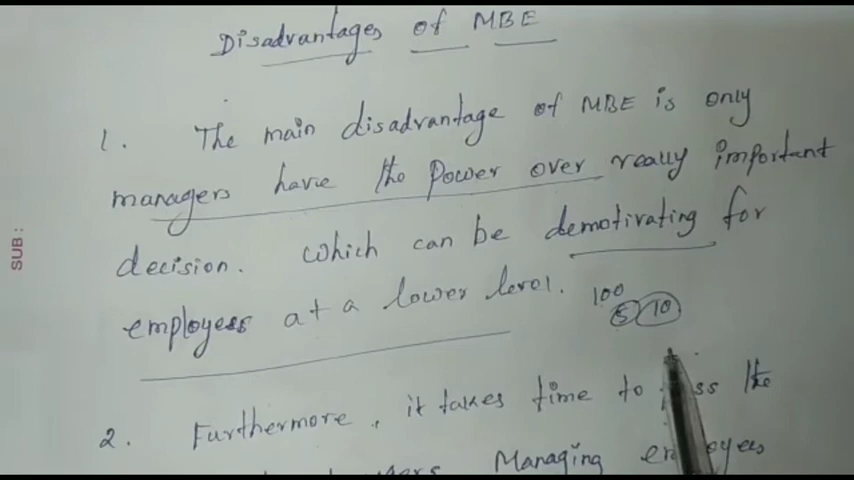 Disadvantages of MBE
1. The main disadvantage of MBE is only
managers have the power over really important
decision. Which can be demotivating for
employees at a lower level.
100
5 10
2. Furthermore, it takes time to the
Managing
SUB: